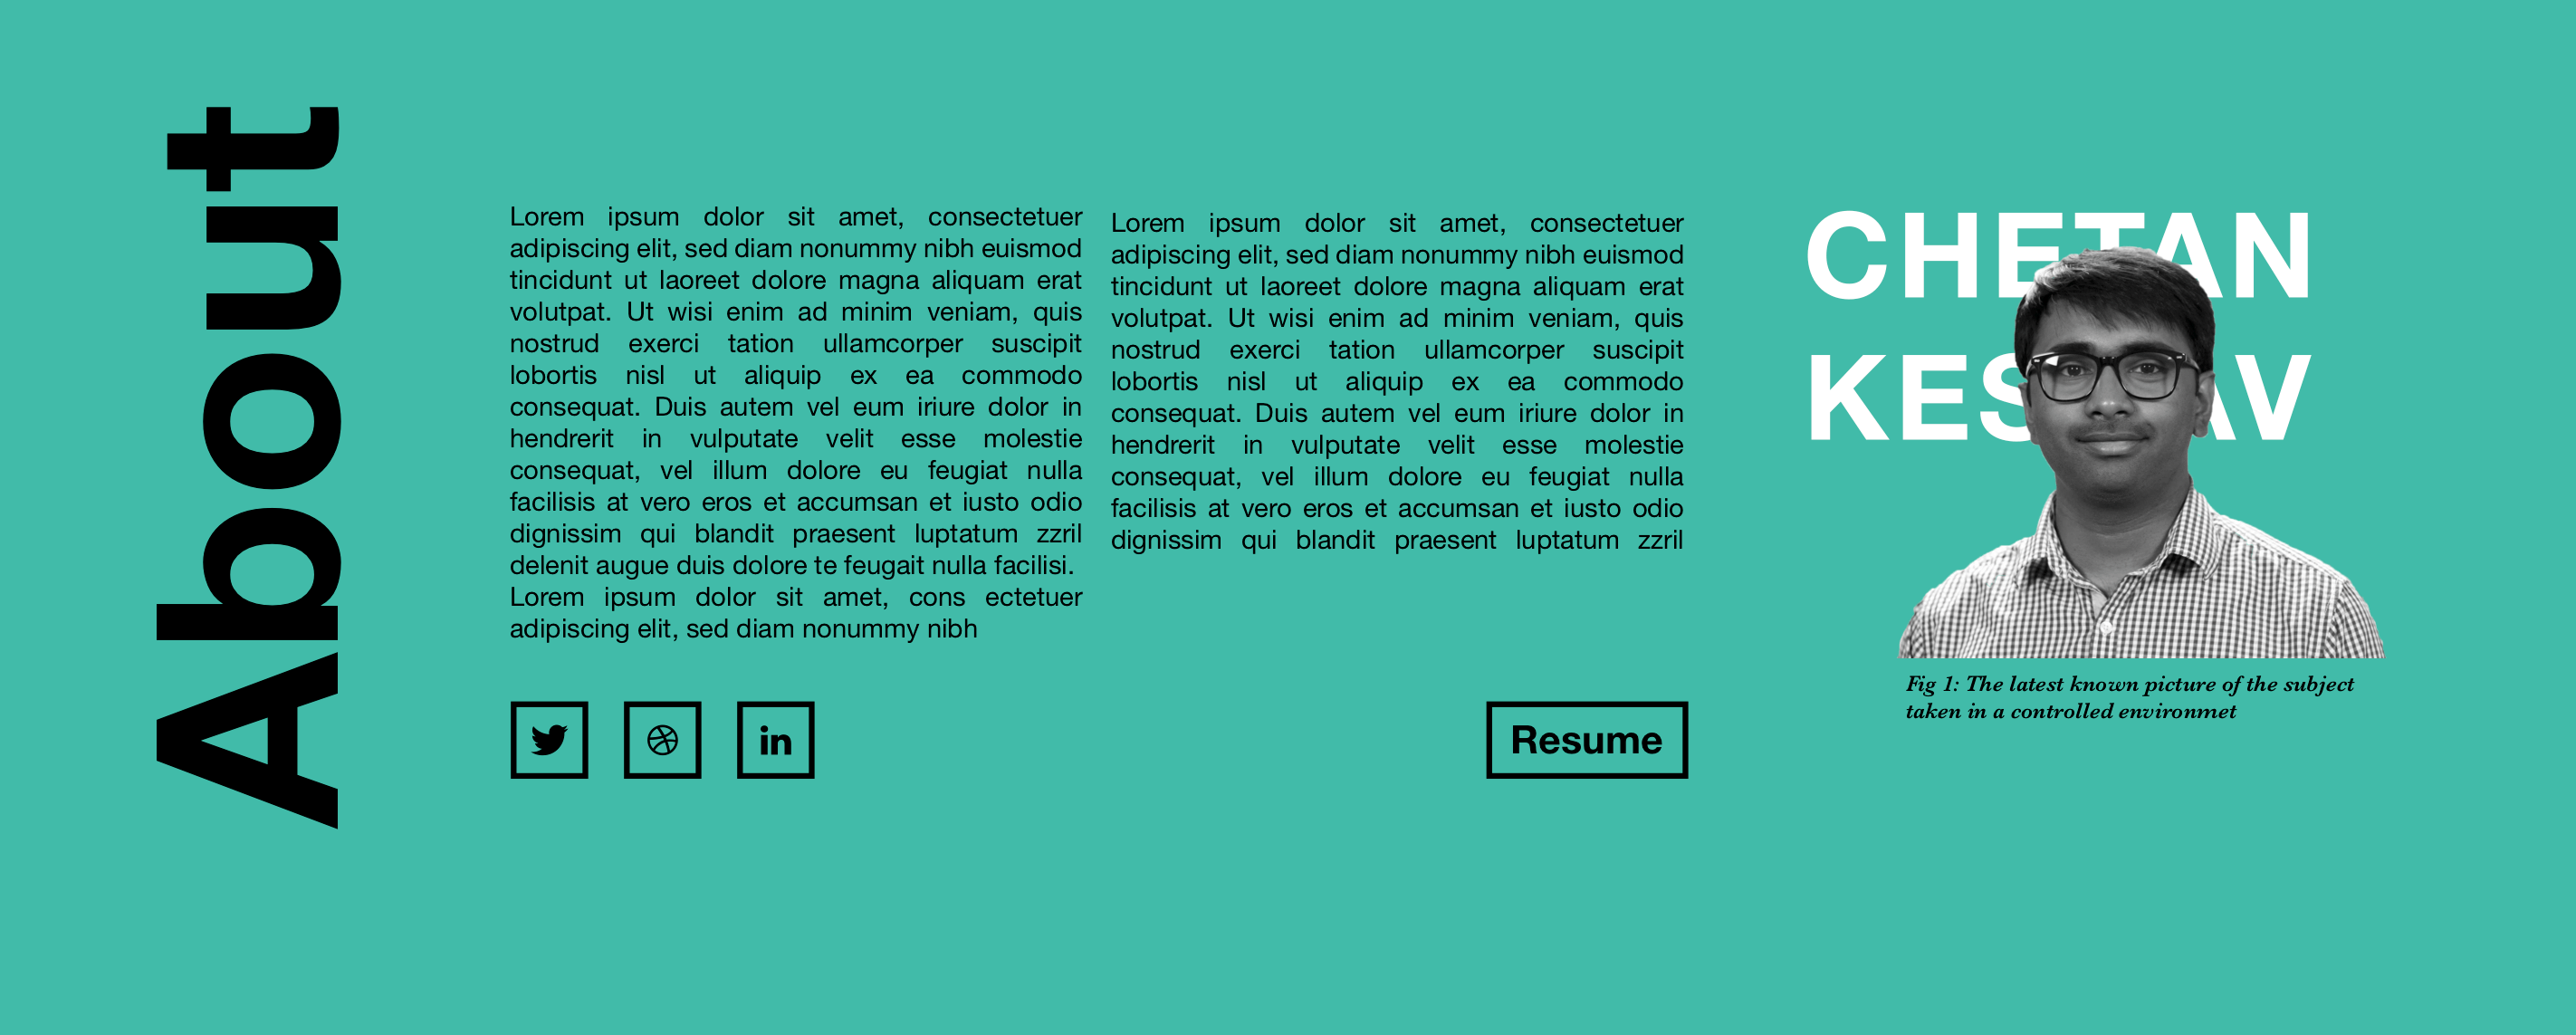 About
Lorem ipsum dolor sit amet, consectetuer
adipiscing elit, sed diam nonummy nibh euismod
tincidunt ut laoreet dolore magna aliquam erat
volutpat. Ut wisi enim ad minim veniam, quis
nostrud exerci tation ullamcorper suscipit
lobortis nisl ut aliquip ex ea commodo
consequat. Duis autem vel eum iriure dolor in
hendrerit in vulputate velit esse molestie
consequat, vel illum dolore eu feugiat nulla
facilisis at vero eros et accumsan et iusto odio
dignissim qui blandit praesent luptatum zzril
delenit augue duis dolore te feugait nulla facilisi.
Lorem ipsum dolor sit amet, cons ectetuer
adipiscing elit, sed diam nonummy nibh
Lorem ipsum dolor sit amet, consectetuer
adipiscing elit, sed diam nonummy nibh euismod
tincidunt ut laoreet dolore magna aliquam erat
volutpat. Ut wisi enim ad minim veniam, quis
nostrud exerci tation ullamcorper suscipit
lobortis nisl ut aliquip ex ea commodo
consequat. Duis autem vel eum iriure dolor in
hendrerit in vulputate velit esse molestie
consequat, vel illum dolore eu feugiat nulla
facilisis at vero eros et accumsan et iusto odio
dignissim qui blandit praesent luptatum zzril
in
Resume
CHETAN
Fig 1: The latest known picture of the subject
taken in a controlled environmet